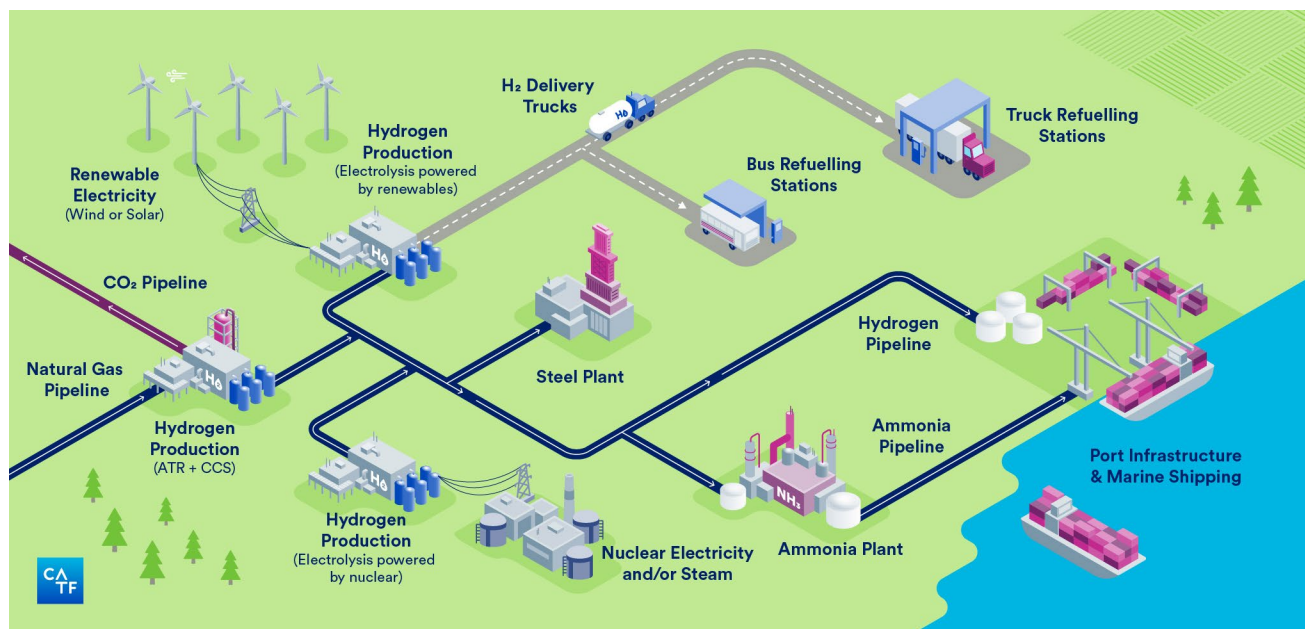 H₂ Delivery
Trucks
Truck Refuelling
Stations
Hydrogen
Production
(Electrolysis powered
by renewables)
Bus Refuelling
Stations
Renewable
Electricity
(Wind or Solar)
CO₂ Pipeline
Natural Gas
Pipeline
Hydrogen
Production
(ATR + CCS)
Steel Plant
Hydrogen
Pipeline
Ammonia
Pipeline
Port Infrastructure
& Marine Shipping
Hydrogen
Production
(Electrolysis powered
by nuclear)
Nuclear Electricity
and/or Steam
Ammonia Plant
NH₃
H
H
H
H
CATF